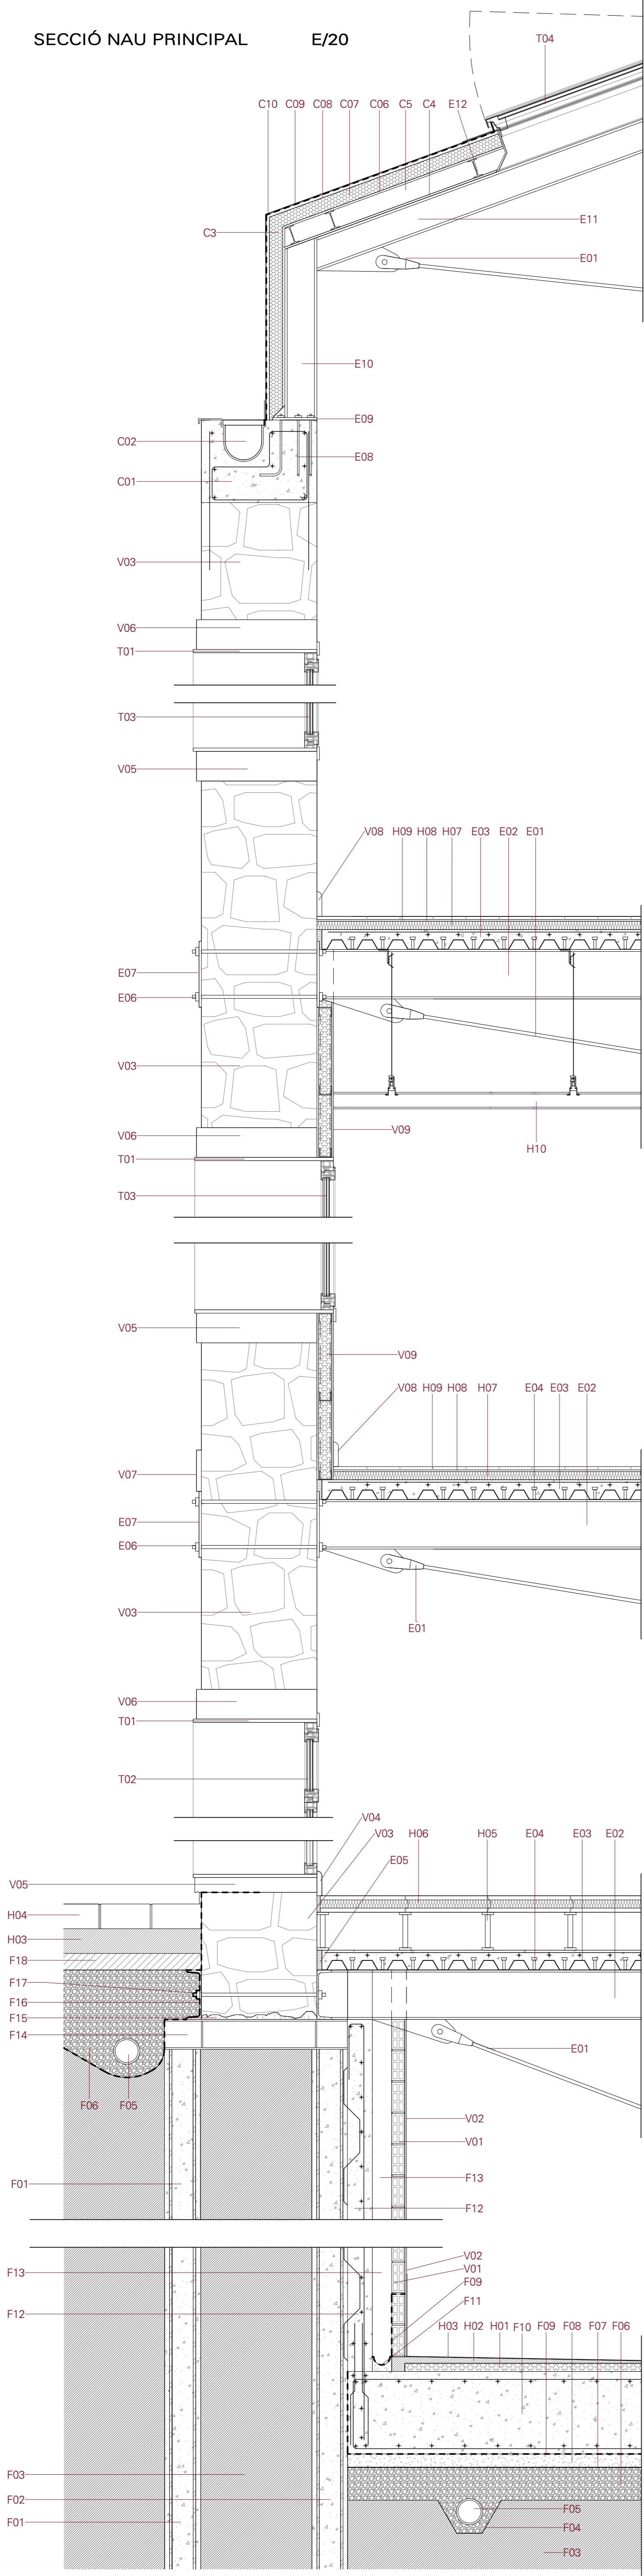 SECCIÓ NAU PRINCIPAL E/20
T04
C10 C09 C08 C07 C06 C5 C4 E12
C3
E11
E01
E10
E09
C02
E08
C01
V03
V06
T01
T03
V05
V08 H09 H08 H07 E03 E02 E01
E07
E06
V03
V06
V09
T01
H10
T03
V05
V09
V08 H09 H08 H07 E04 E03 E02
V07
E07
E06
V03
E01
V06
T01
T02
V04
V03 H06 H05 E04 E03 E02
E05
V05
H04
H03
F18
F17
F16
F15
F14
E01
F06 F05
V02
V01
F01
F13
F12
V02
V01
F13
F09
F11
F12
H03 H02 H01 F10 F09 F08 F07 F06
F03
F02
F05
F01
F04
F03